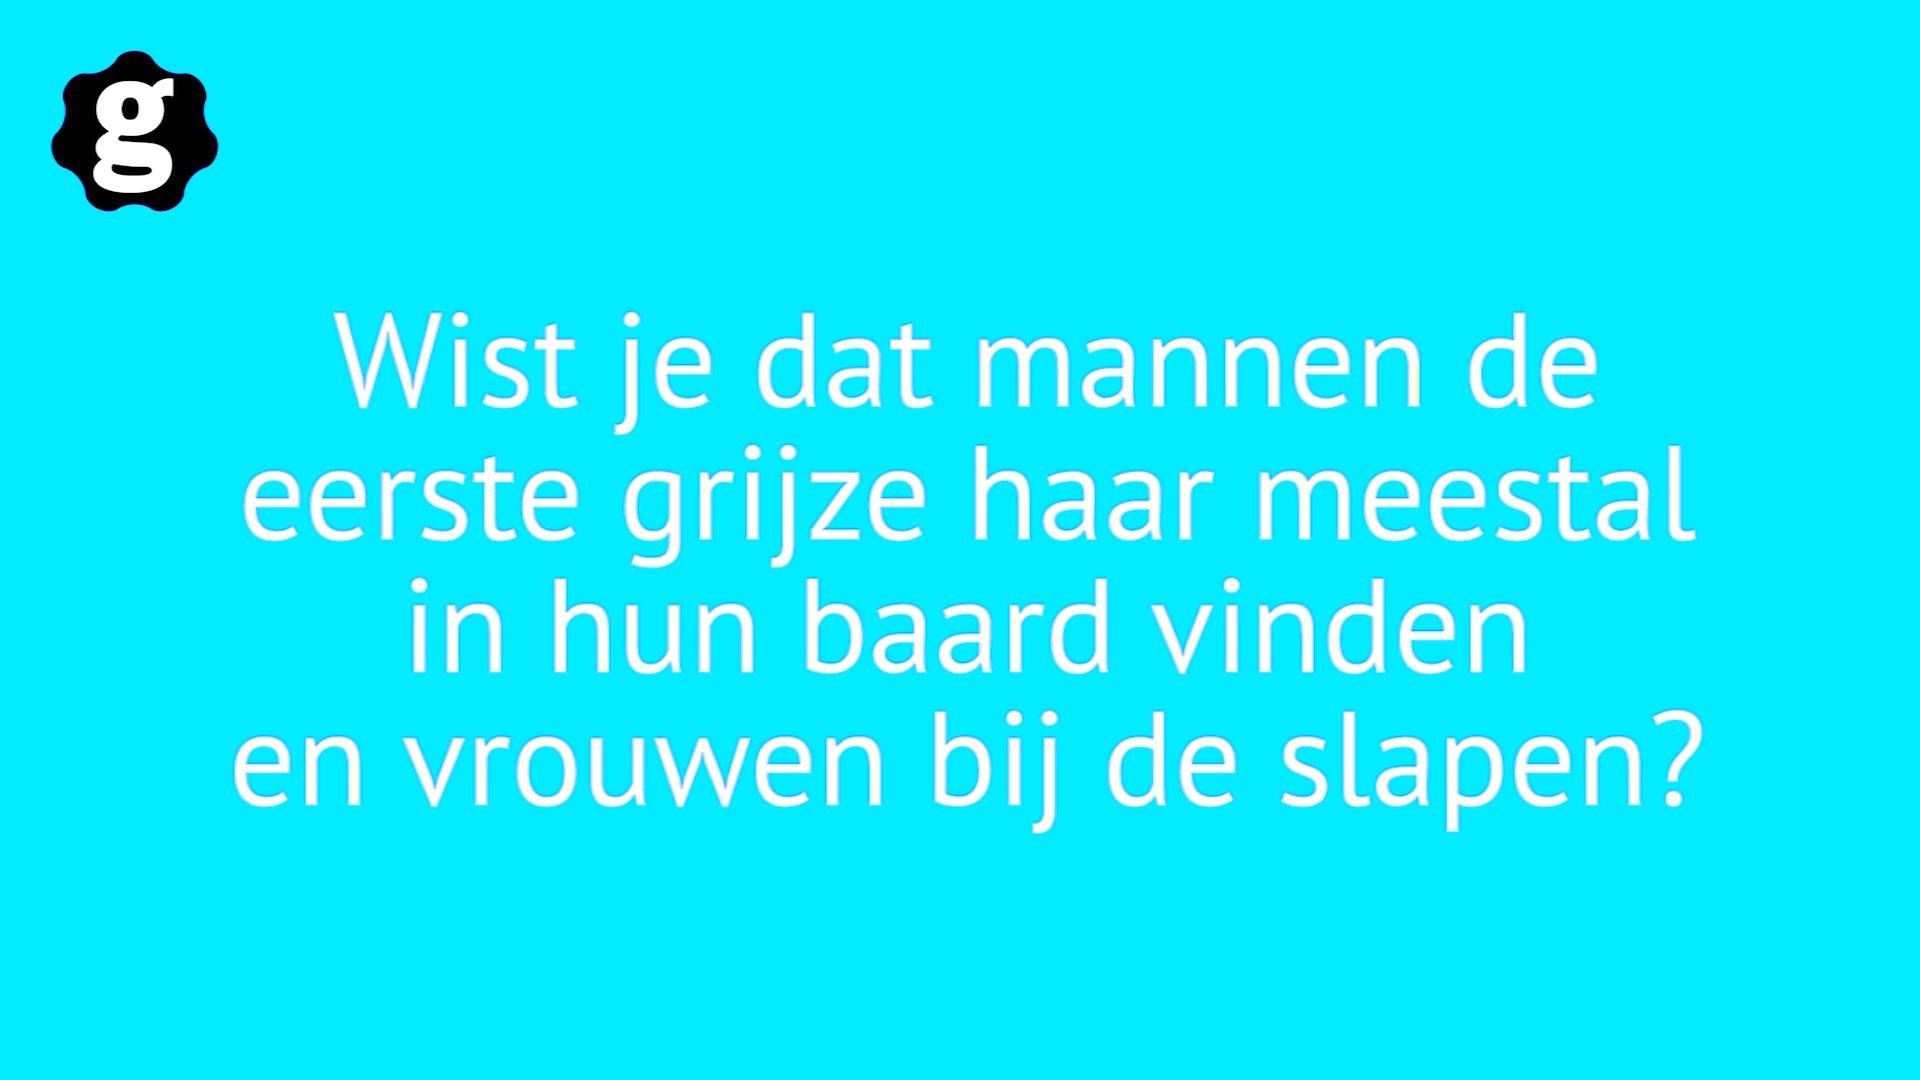 g
Wist je dat mannen de
eerste grijze haar meestal
in hun baard vinden
en vrouwen bij de slapen?